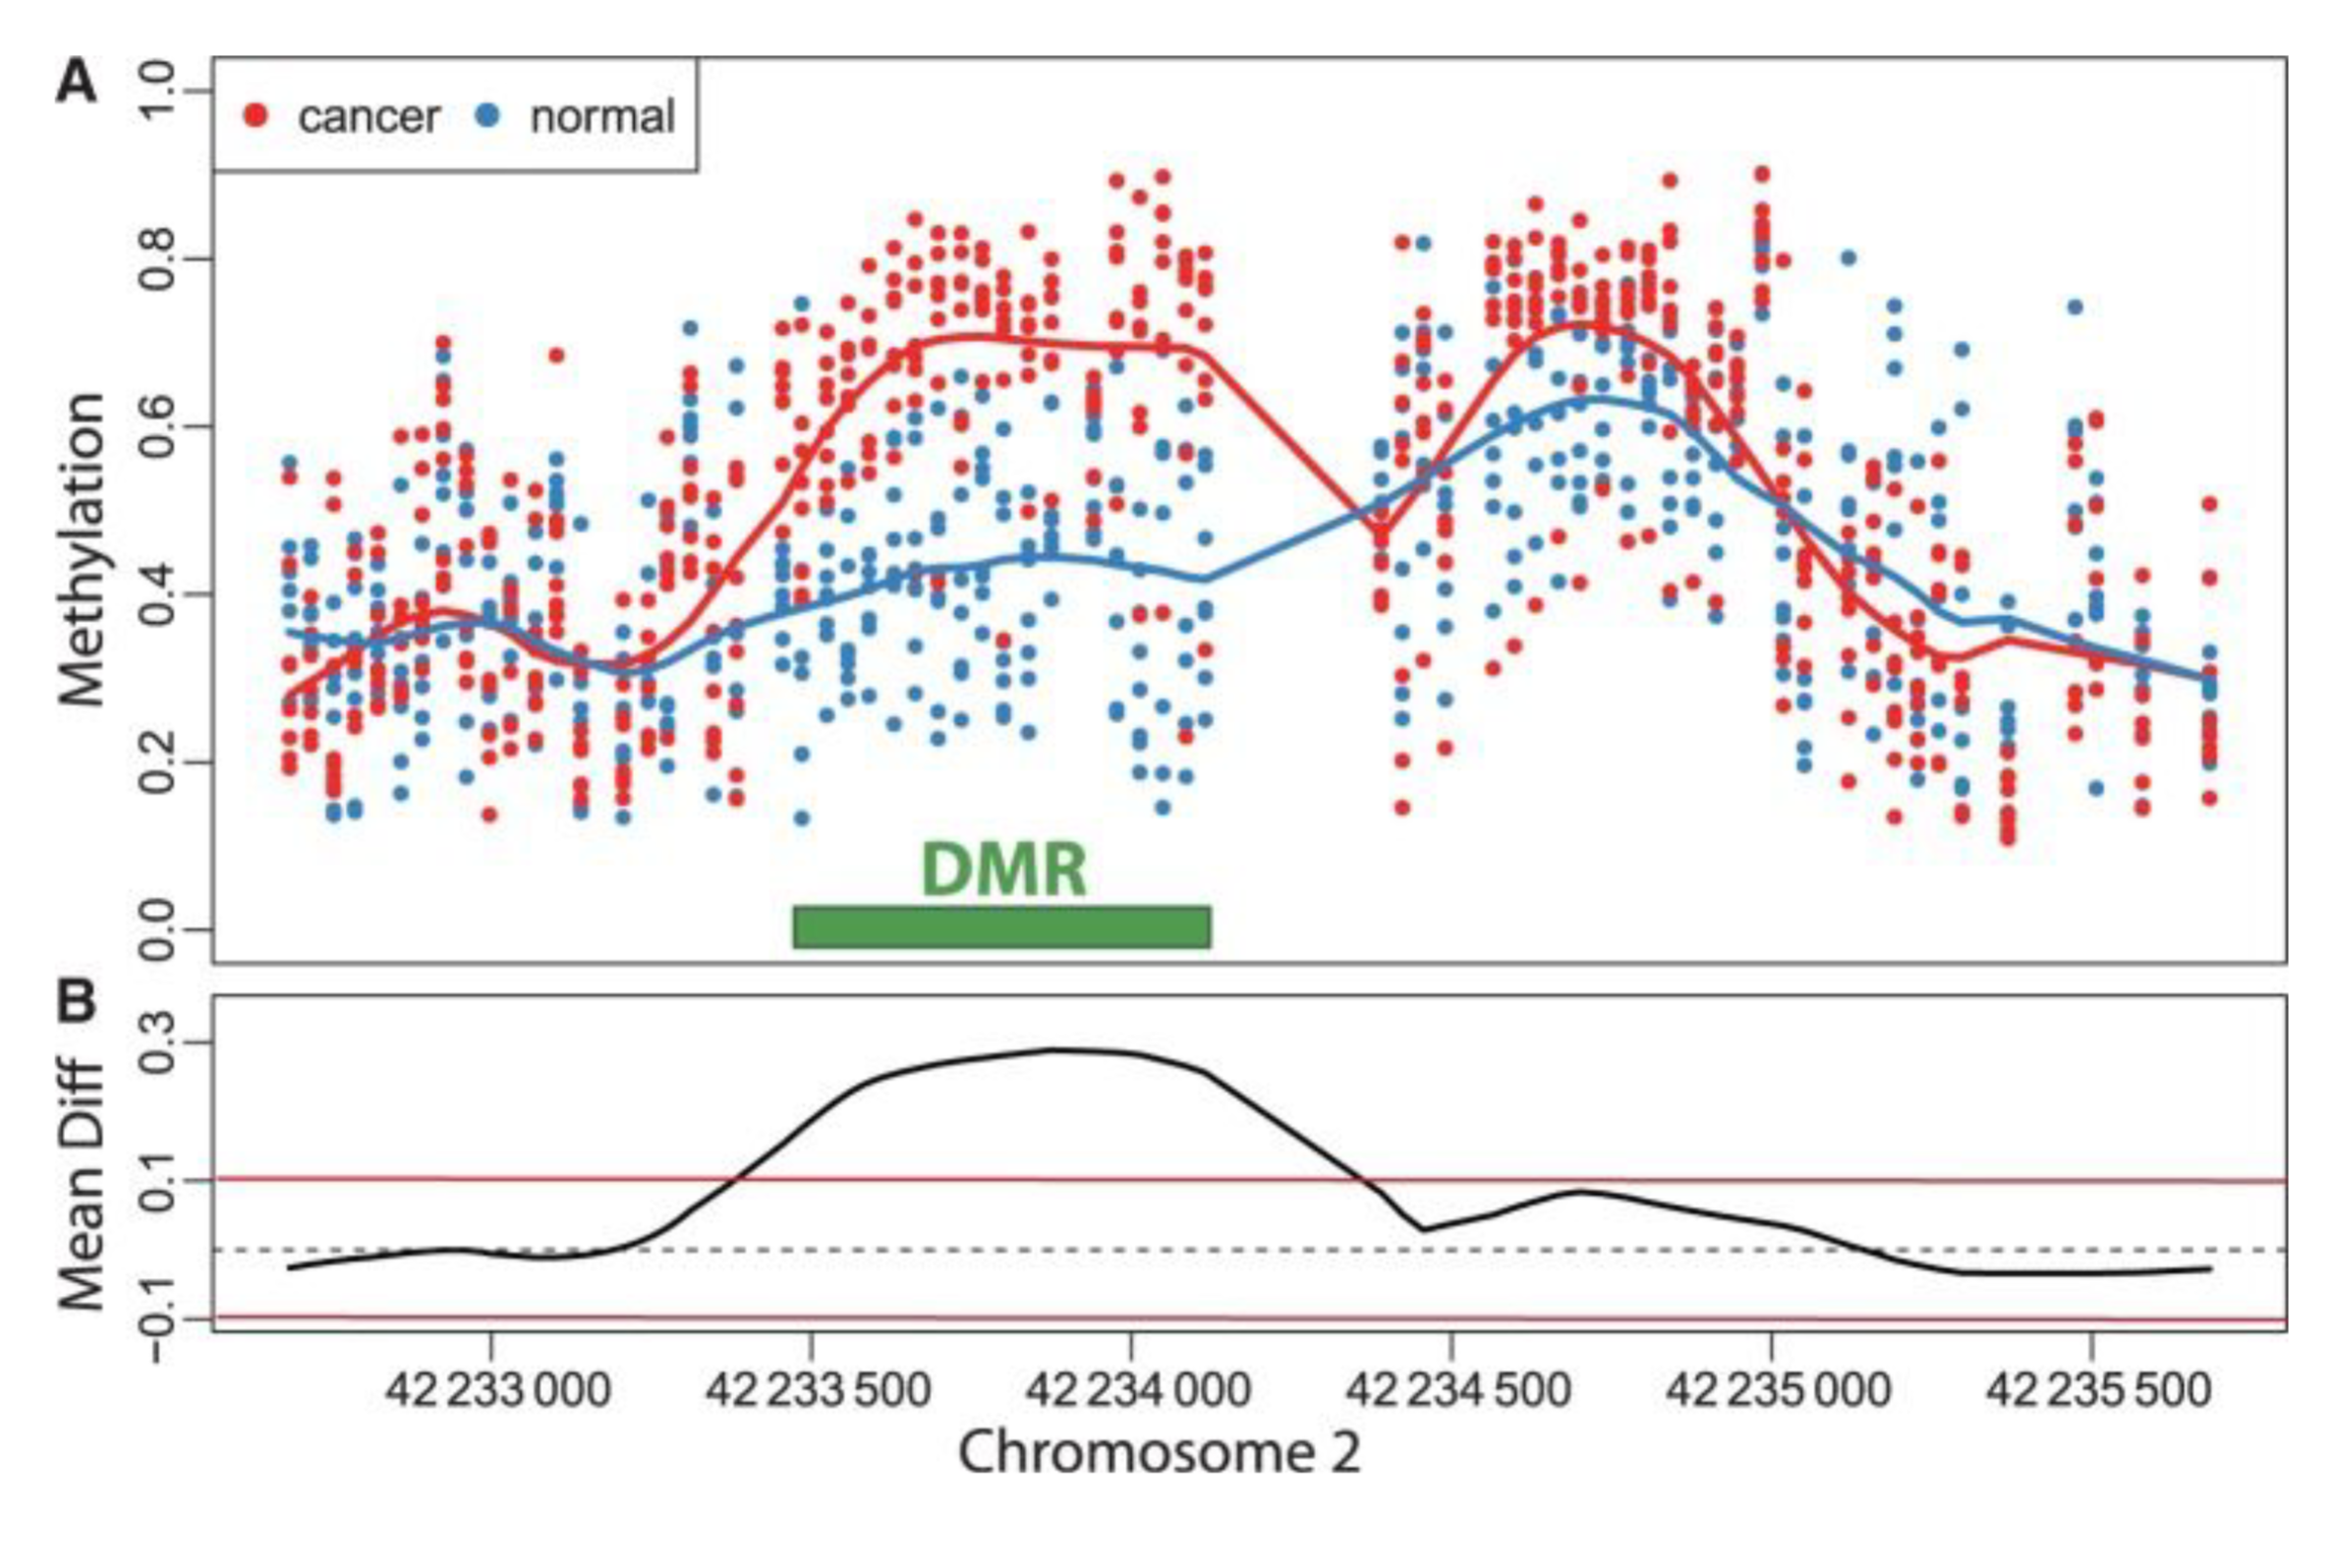 A
1.0
cancer normal
0.8
0.6
0.4
0.2
0.0
Methylation
DMR
B
0.3
0.1
−0.1
Mean Diff
42 233 000 42 233 500 42 234 000 42 234 500 42 235 000 42 235 500
Chromosome 2